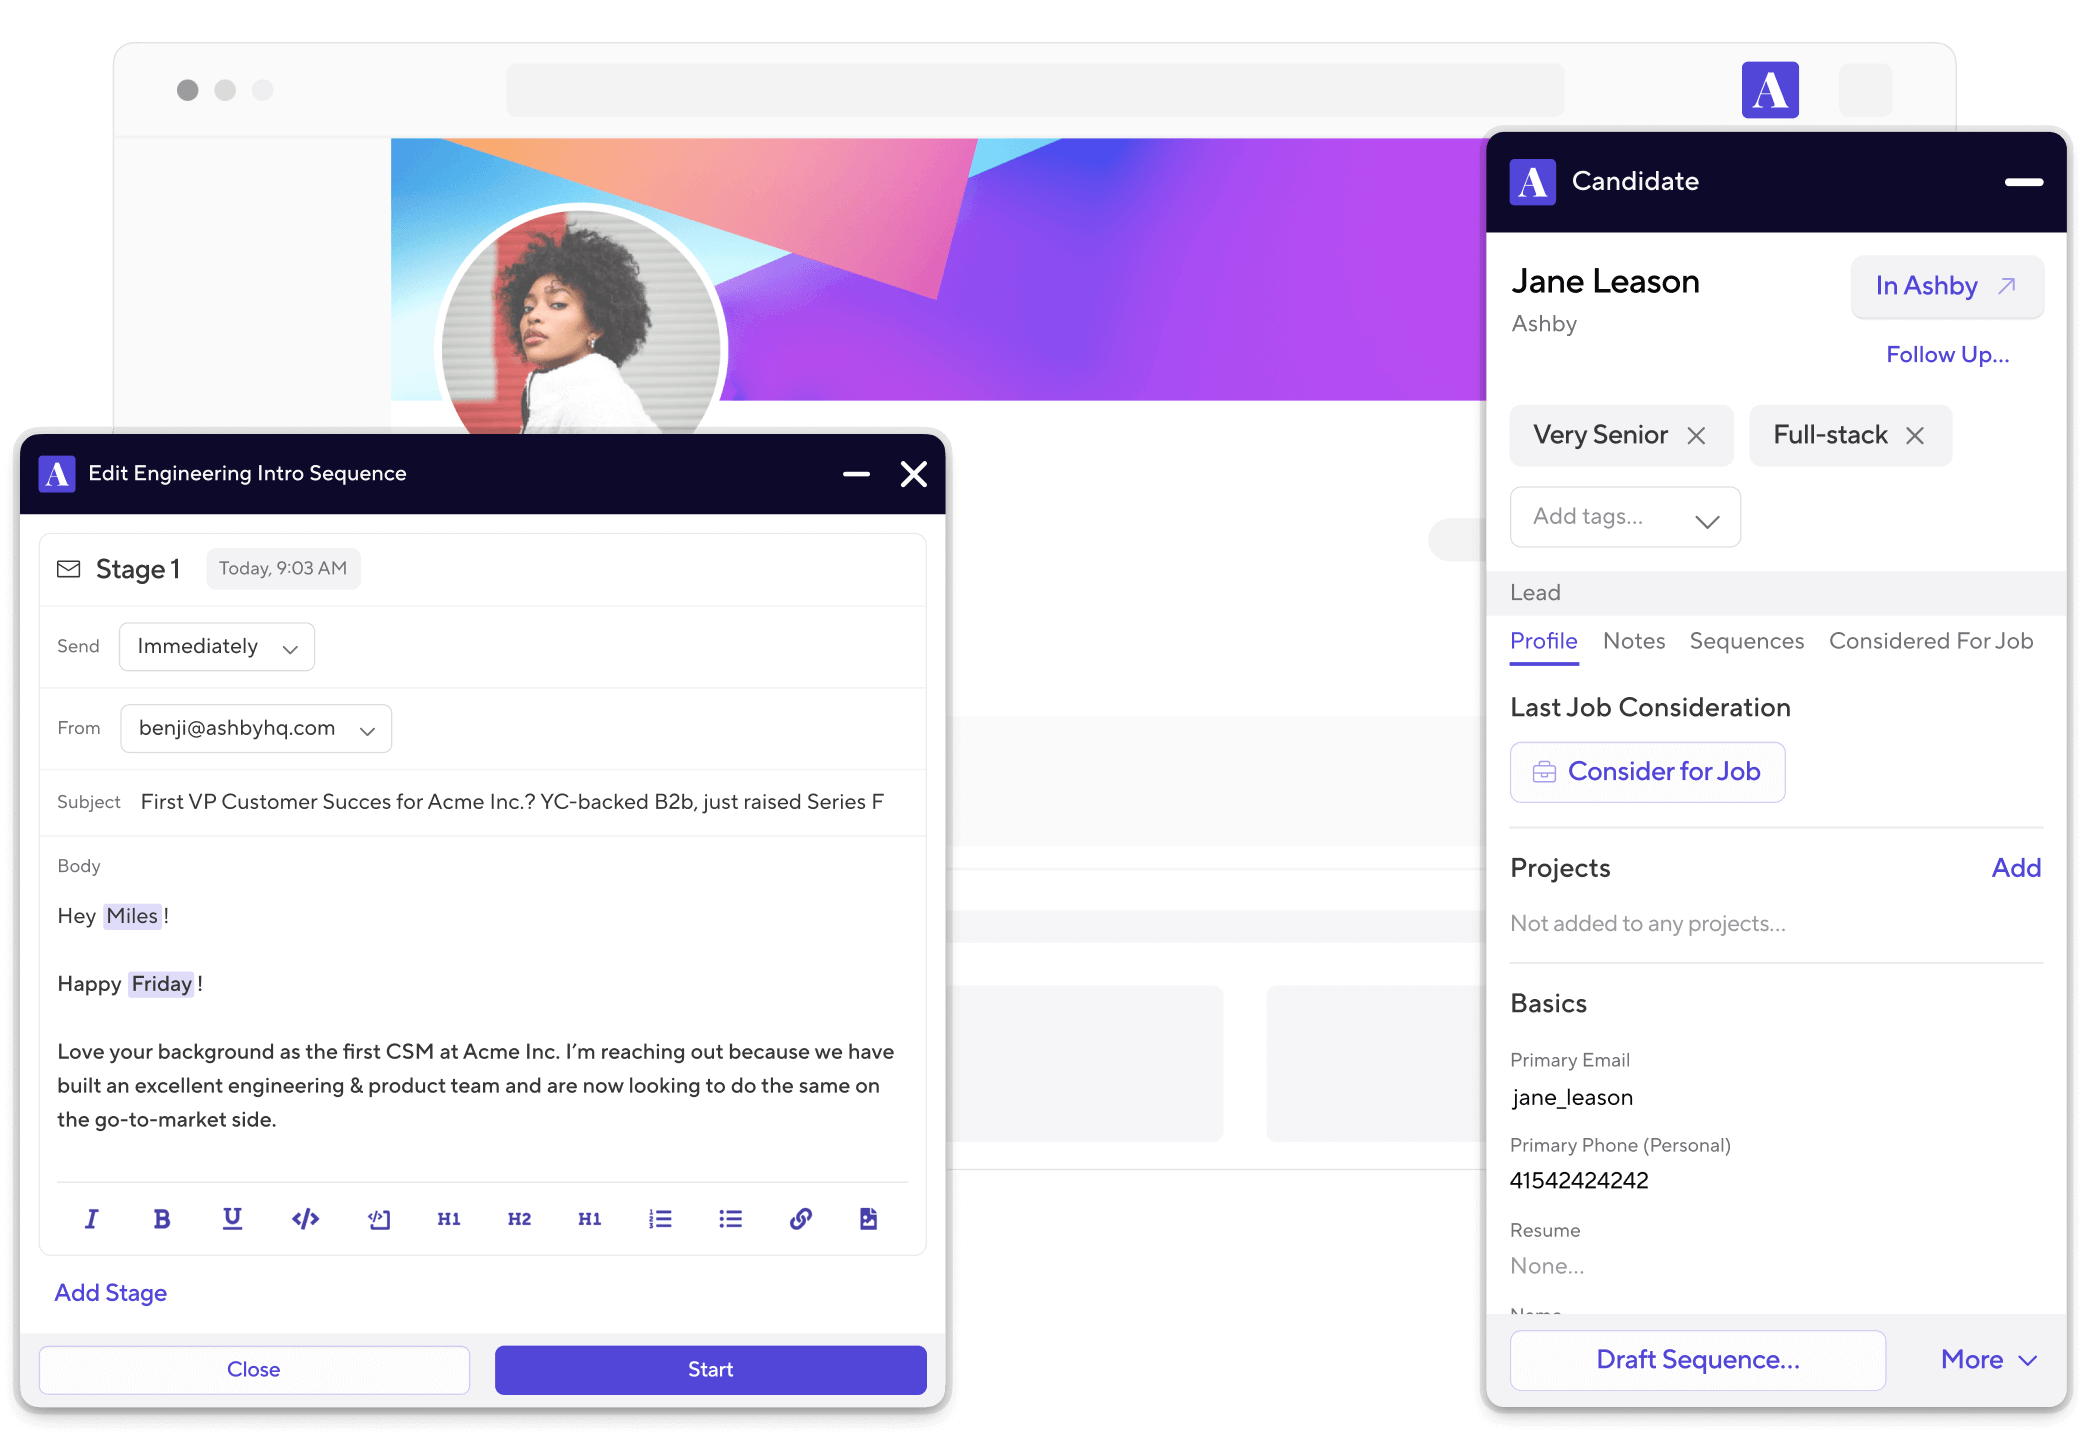 A
A Candidate
Jane Leason
In Ashby
Ashby
Follow Up...
Very Senior
Full-stack
Add tags...
Lead
Profile Notes Sequences Considered For Job
Last Job Consideration
Consider for Job
Projects Add
Not added to any projects...
Basics
Primary Email
jane_leason
Primary Phone (Personal)
41542424242
Resume
None...
Name
Draft Sequence... More
A Edit Engineering Intro Sequence
Stage 1 Today, 9:03 AM
Send Immediately
From benji@ashbyhq.com
Subject First VP Customer Succes for Acme Inc.? YC-backed B2b, just raised Series F
Body
Hey Miles!
Happy Friday!
Love your background as the first CSM at Acme Inc. I’m reaching out because we have
built an excellent engineering & product team and are now looking to do the same on
the go-to-market side.
I B U </> </> H1 H2 H1
Add Stage
Close Start